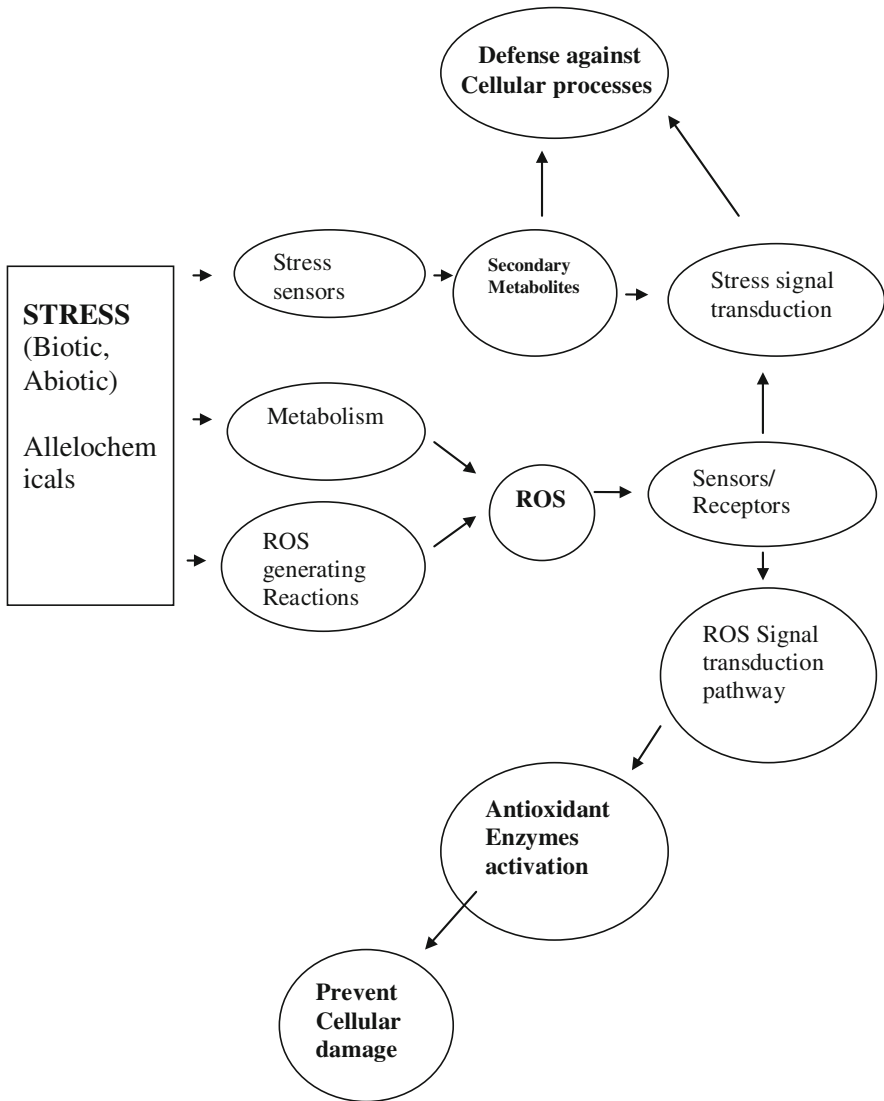 Defense against
Cellular processes
Stress
sensors
Secondary
Metabolites
Stress signal
transduction
STRESS
(Biotic,
Abiotic)
Allelochem
icals
Metabolism
ROS
generating
Reactions
ROS
Sensors/
Receptors
ROS Signal
transduction
pathway
Antioxidant
Enzymes
activation
Prevent
Cellular
damage